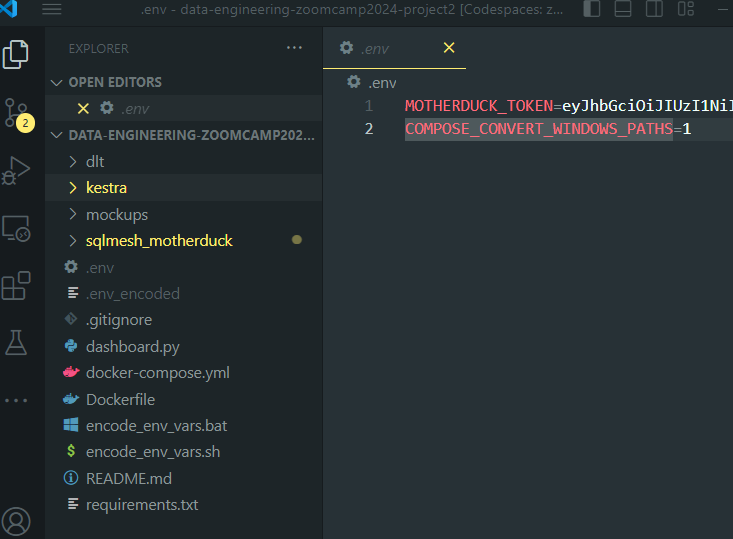 .env - data-engineering-zoomcamp2024-project2 [Codespaces: z...
EXPLORER
OPEN EDITORS
.env
2
DATA-ENGINEERING-ZOOMCAMP202...
dlt
kestra
mockups
sqlmesh_motherduck
.env
.env_encoded
.gitignore
dashboard.py
docker-compose.yml
Dockerfile
encode_env_vars.bat
encode_env_vars.sh
README.md
requirements.txt
.env
.env
1 MOTHERDUCK_TOKEN=eyJhbGciOiJIUzI1NiI
2 COMPOSE_CONVERT_WINDOWS_PATHS=1